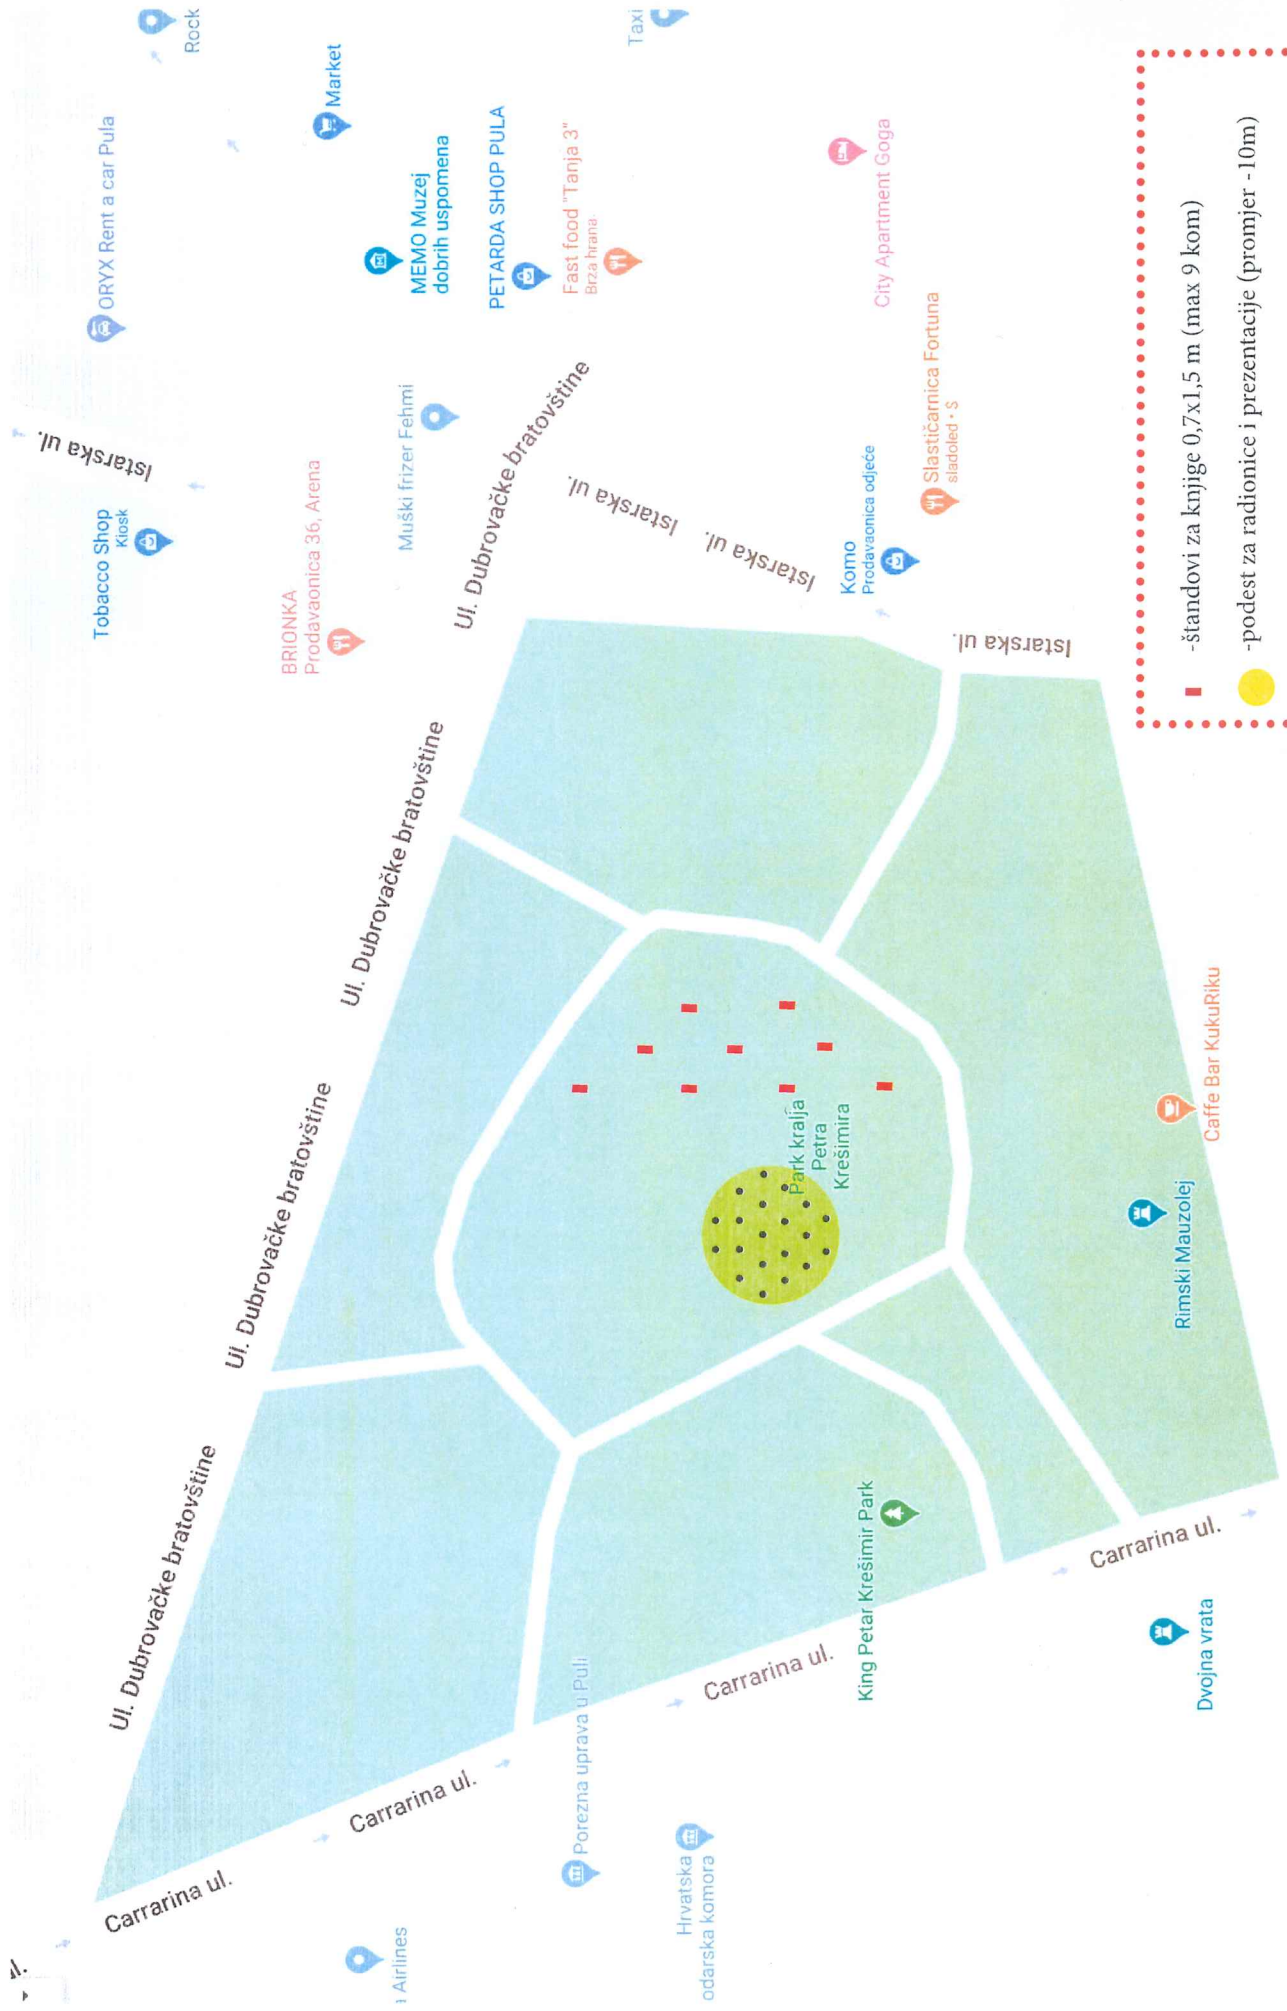 ul.
Carrarina ul.
Ul. Dubrovačke bratovštine
Ul. Dubrovačke bratovštine
Ul. Dubrovačke bratovštine
Ul. Dubrovačke bratovštine
Tobacco Shop
Kiosk
Istarska ul.
ORYX Rent a car Pula
Rock
BRIONKA
Prodavaonica 36, Arena
Market
Airlines
Carrarina ul.
Muški frizer Fehmi
MEMO Muzej
dobrih uspomena
PETARDA SHOP PULA
Fast food "Tanja 3"
Brza hrana
Taxi
Porezna uprava u Puli
Istarska ul.
Istarska ul.
Hrvatska
odarska komora
Carrarina ul.
Park kralja
Petra
Krešimira
Komo
Prodavaonica odjeće
City Apartment Goga
King Petar Krešimir Park
Slastičarnica Fortuna
sladoled • $
Istarska ul.
Carrarina ul.
Dvojna vrata
Rimski Mauzolej
Caffe Bar KukuRiku
-štandovi za knjige 0,7x1,5 m (max 9 kom)
-podest za radionice i prezentacije (promjer -10m)